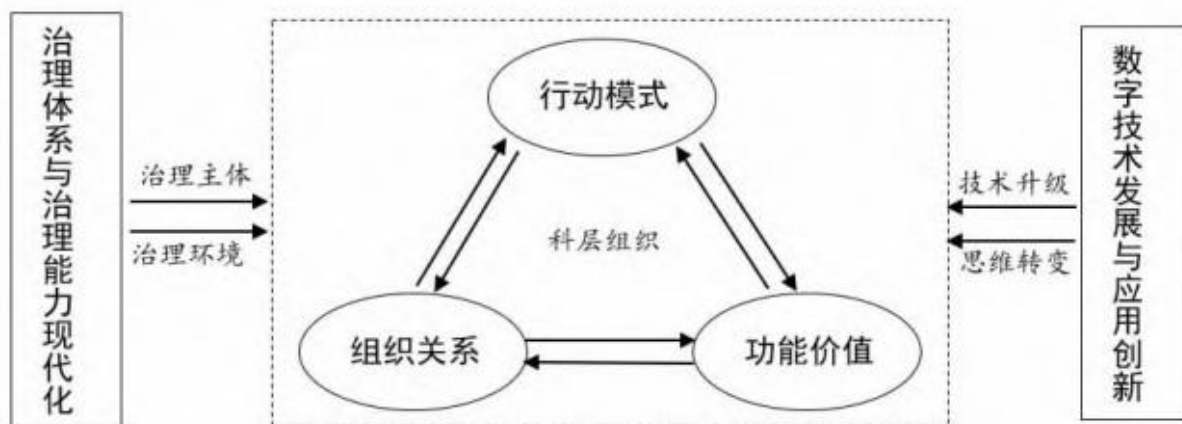 治理体系与治理能力现代化
治理主体
治理环境
行动模式
科层组织
组织关系
功能价值
技术升级
思维转变
数字技术发展与应用创新